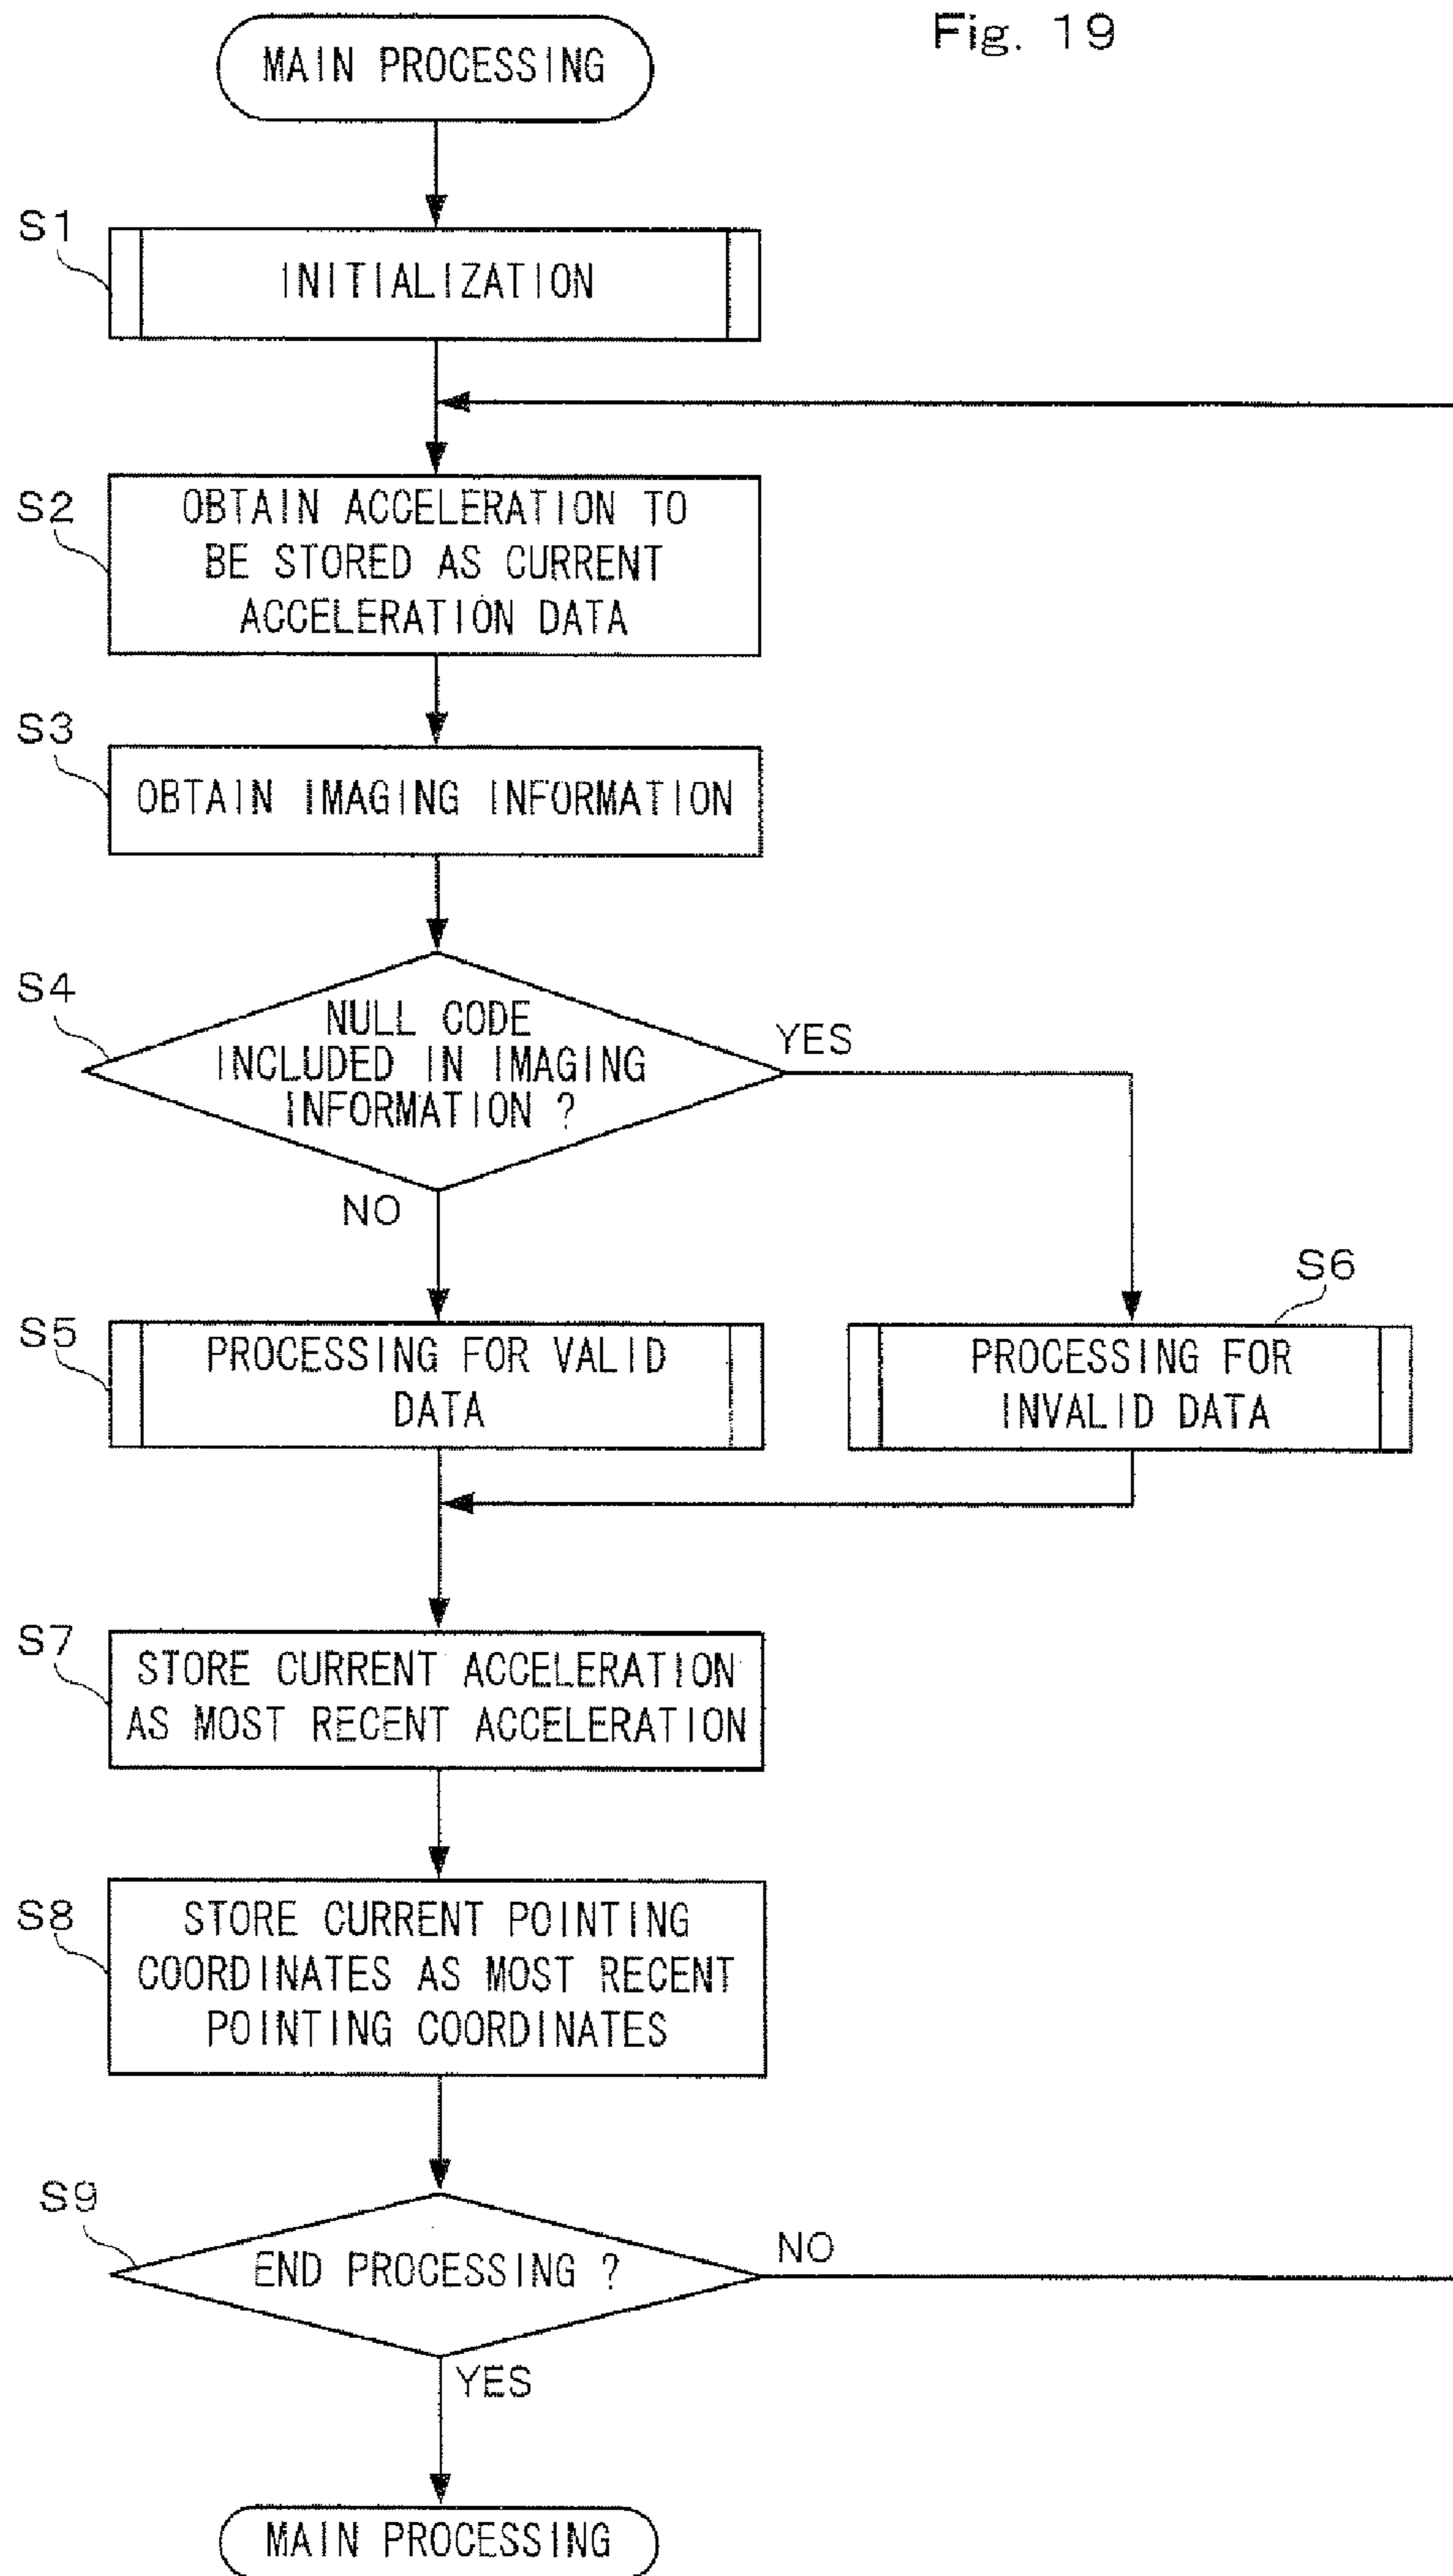 Fig. 19
MAIN PROCESSING
S1
INITIALIZATION
S2
OBTAIN ACCELERATION TO
BE STORED AS CURRENT
ACCELERATION DATA
S3
OBTAIN IMAGING INFORMATION
S4
NULL CODE
INCLUDED IN IMAGING
INFORMATION ?
YES
NO
S5
PROCESSING FOR VALID
DATA
S6
PROCESSING FOR
INVALID DATA
S7
STORE CURRENT ACCELERATION
AS MOST RECENT ACCELERATION
S8
STORE CURRENT POINTING
COORDINATES AS MOST RECENT
POINTING COORDINATES
S9
END PROCESSING ?
NO
YES
MAIN PROCESSING